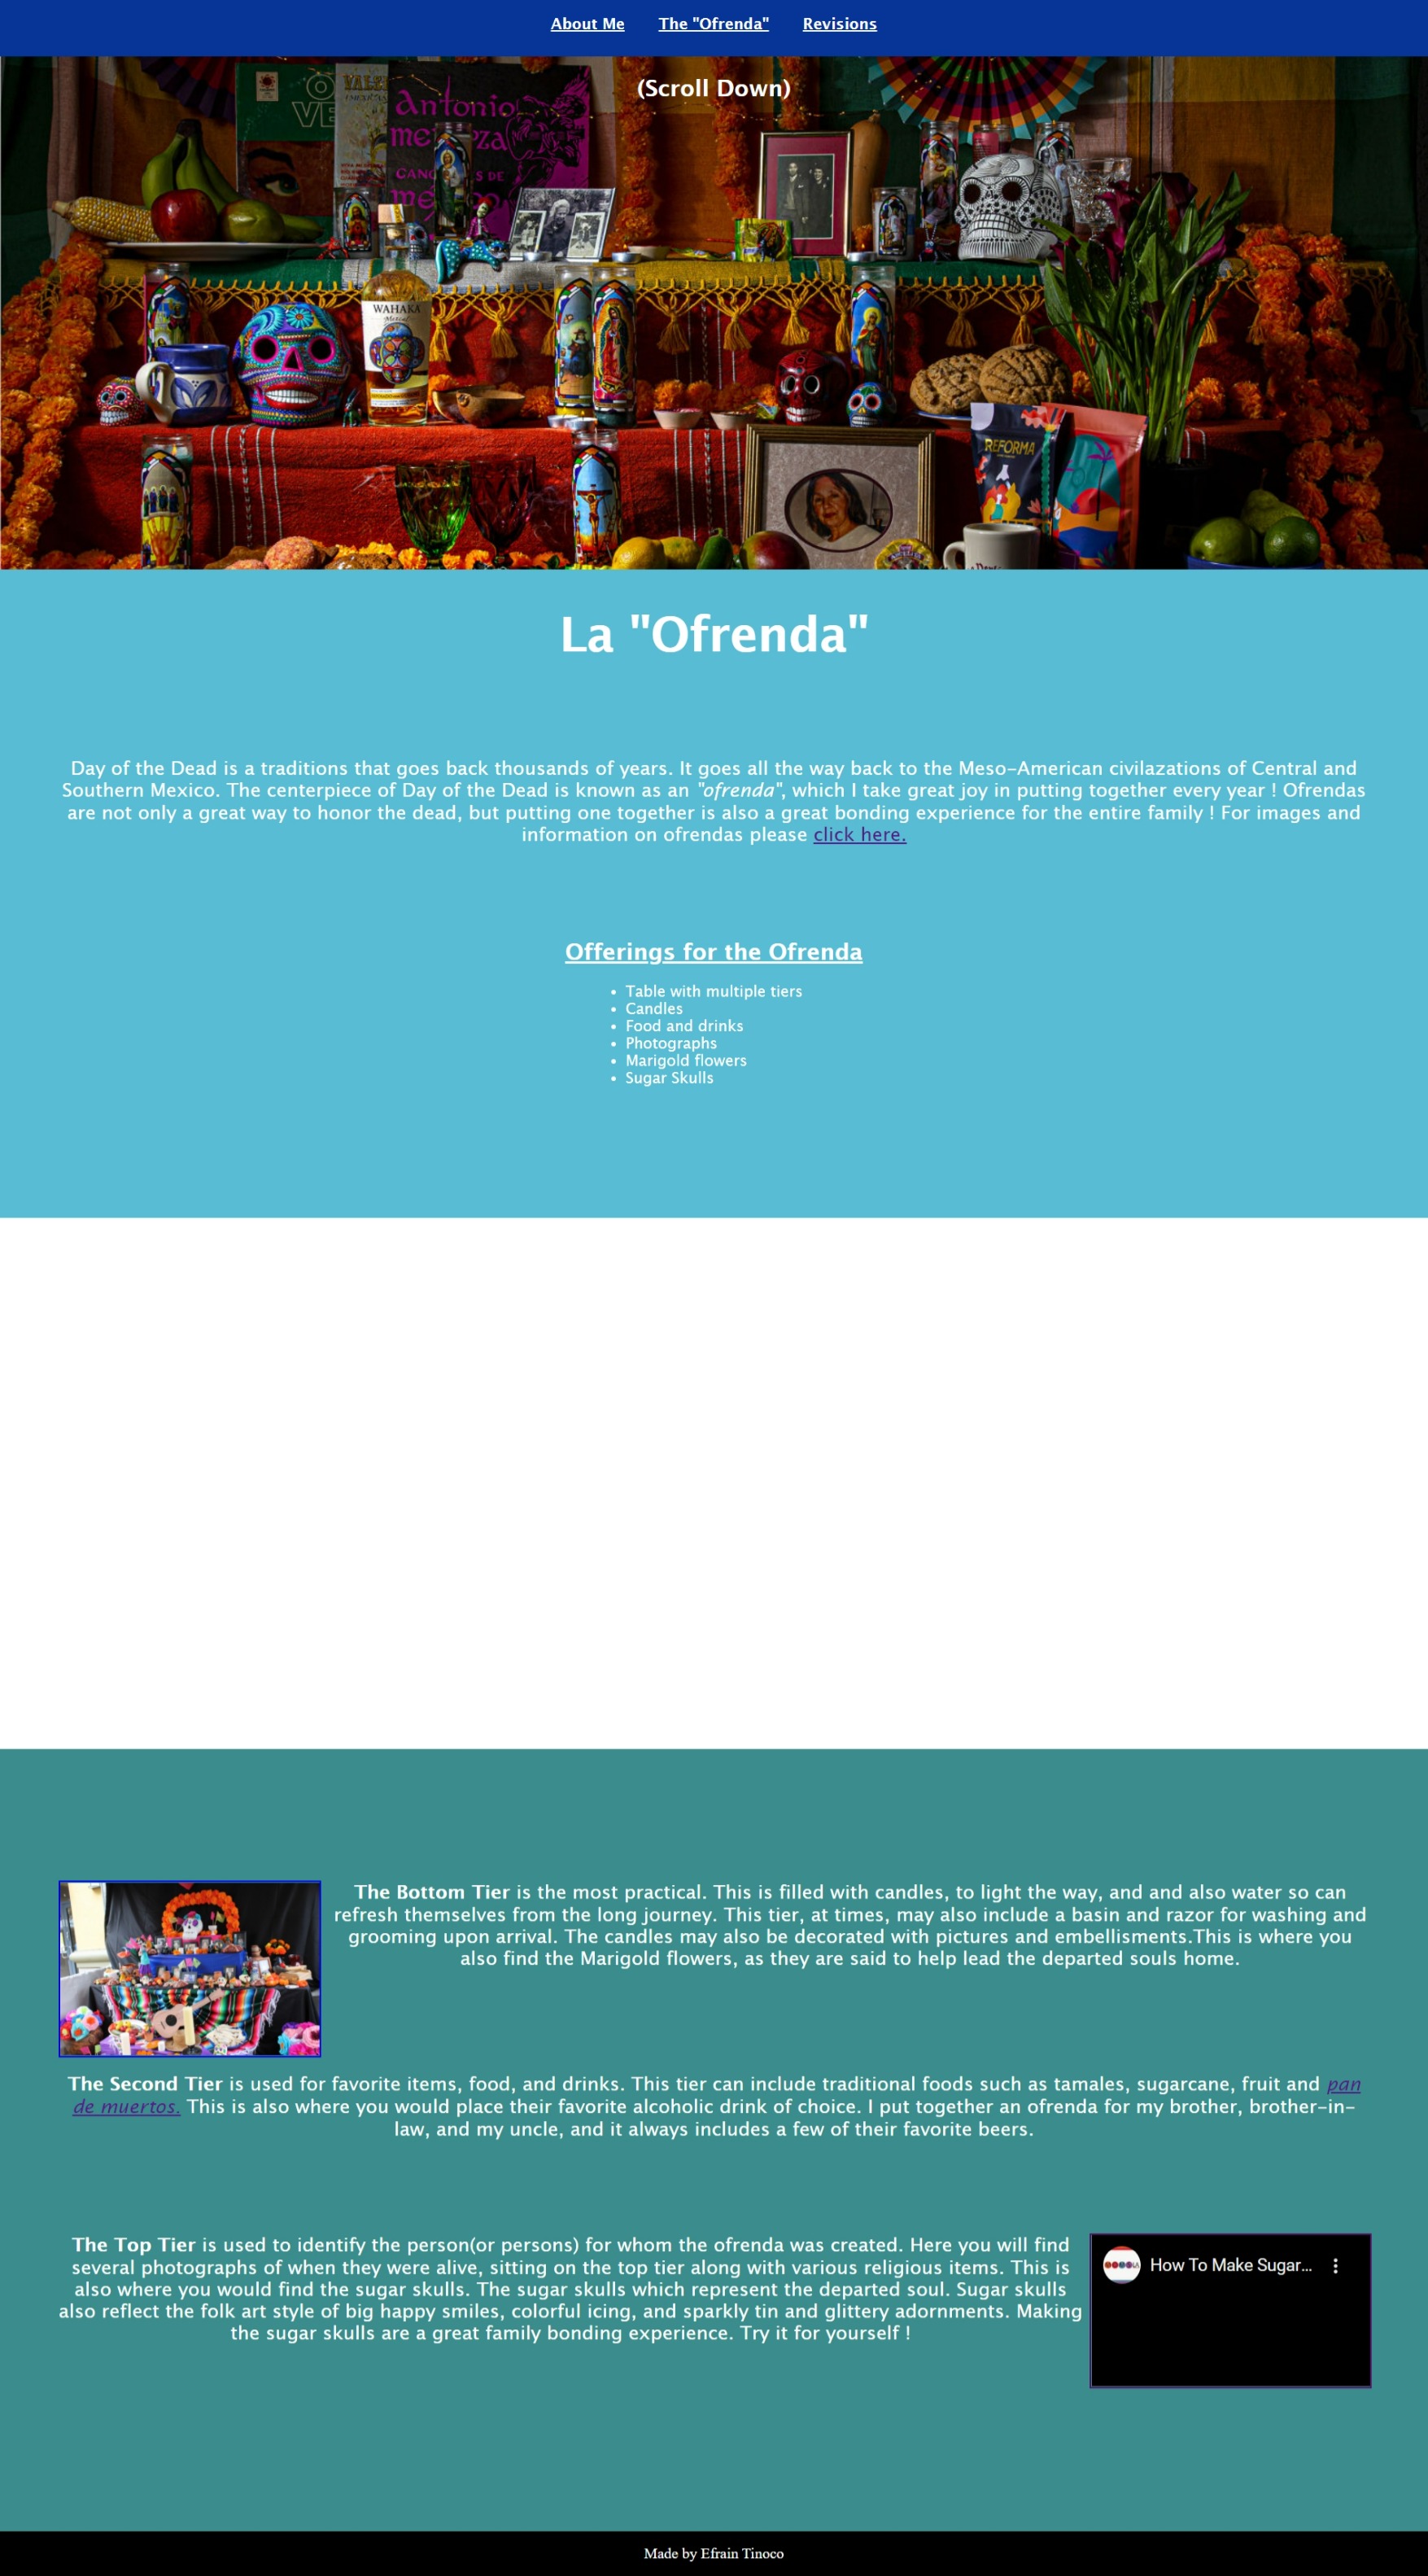 About Me The "Ofrenda" Revisions
(Scroll Down)
Antonio
CANC S DE
WAHAKA
Mezcal
REFORMA
La "Ofrenda"
Day of the Dead is a traditions that goes back thousands of years. It goes all the way back to the Meso-American civilazations of Central and
Southern Mexico. The centerpiece of Day of the Dead is known as an "ofrenda", which I take great joy in putting together every year ! Ofrendas
are not only a great way to honor the dead, but putting one together is also a great bonding experience for the entire family ! For images and
information on ofrendas please click here.
Offerings for the Ofrenda
• Table with multiple tiers
• Candles
• Food and drinks
• Photographs
• Marigold flowers
• Sugar Skulls
The Bottom Tier is the most practical. This is filled with candles, to light the way, and and also water so can
refresh themselves from the long journey. This tier, at times, may also include a basin and razor for washing and
grooming upon arrival. The candles may also be decorated with pictures and embellisments.This is where you
also find the Marigold flowers, as they are said to help lead the departed souls home.
The Second Tier is used for favorite items, food, and drinks. This tier can include traditional foods such as tamales, sugarcane, fruit and pan
de muertos. This is also where you would place their favorite alcoholic drink of choice. I put together an ofrenda for my brother, brother-in-
law, and my uncle, and it always includes a few of their favorite beers.
The Top Tier is used to identify the person(or persons) for whom the ofrenda was created. Here you will find
several photographs of when they were alive, sitting on the top tier along with various religious items. This is
also where you would find the sugar skulls. The sugar skulls which represent the departed soul. Sugar skulls
also reflect the folk art style of big happy smiles, colorful icing, and sparkly tin and glittery adornments. Making
the sugar skulls are a great family bonding experience. Try it for yourself !
How To Make Sugar...
Made by Efrain Tinoco